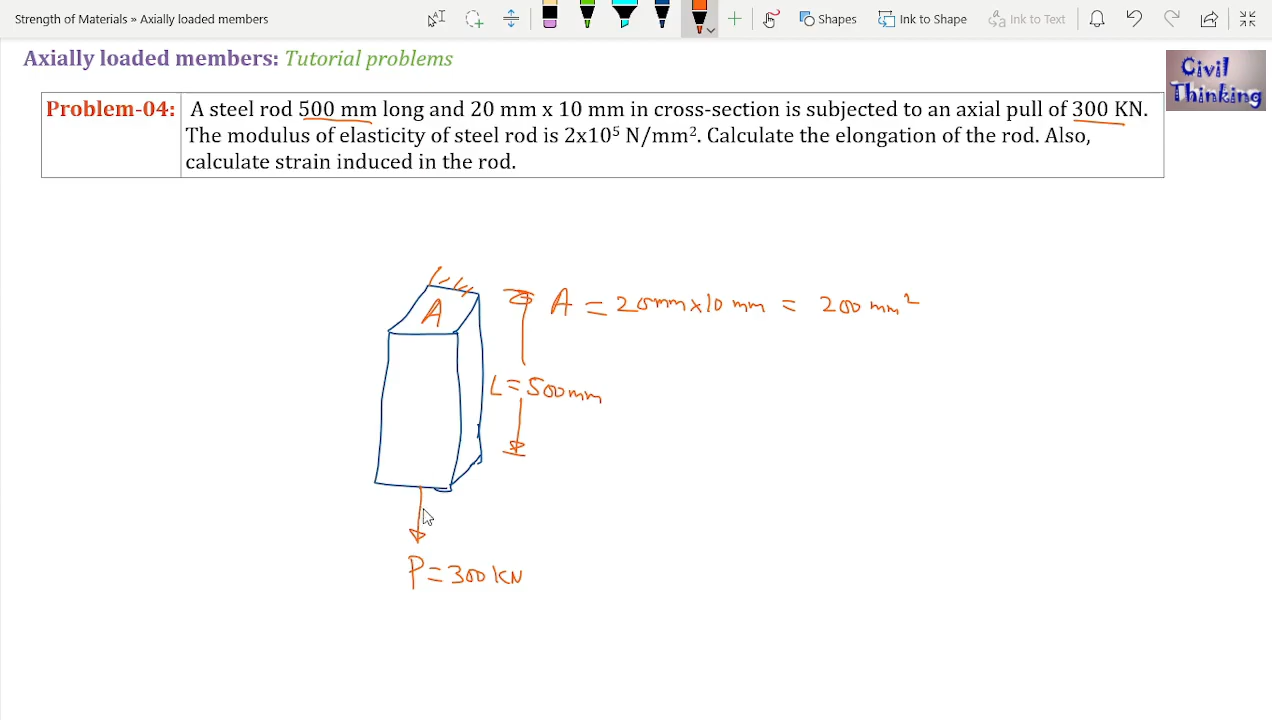 Strength of Materials » Axially loaded members
Shapes
Ink to Shape
Ink to Text
Axially loaded members: Tutorial problems
Civil
Thinking
Problem-04: A steel rod 500 mm long and 20 mm x 10 mm in cross-section is subjected to an axial pull of 300 KN.
The modulus of elasticity of steel rod is 2x10⁵ N/mm². Calculate the elongation of the rod. Also,
calculate strain induced in the rod.
A
A = 20mm x 10 mm = 200 mm²
L = 500mm
P = 300 KN